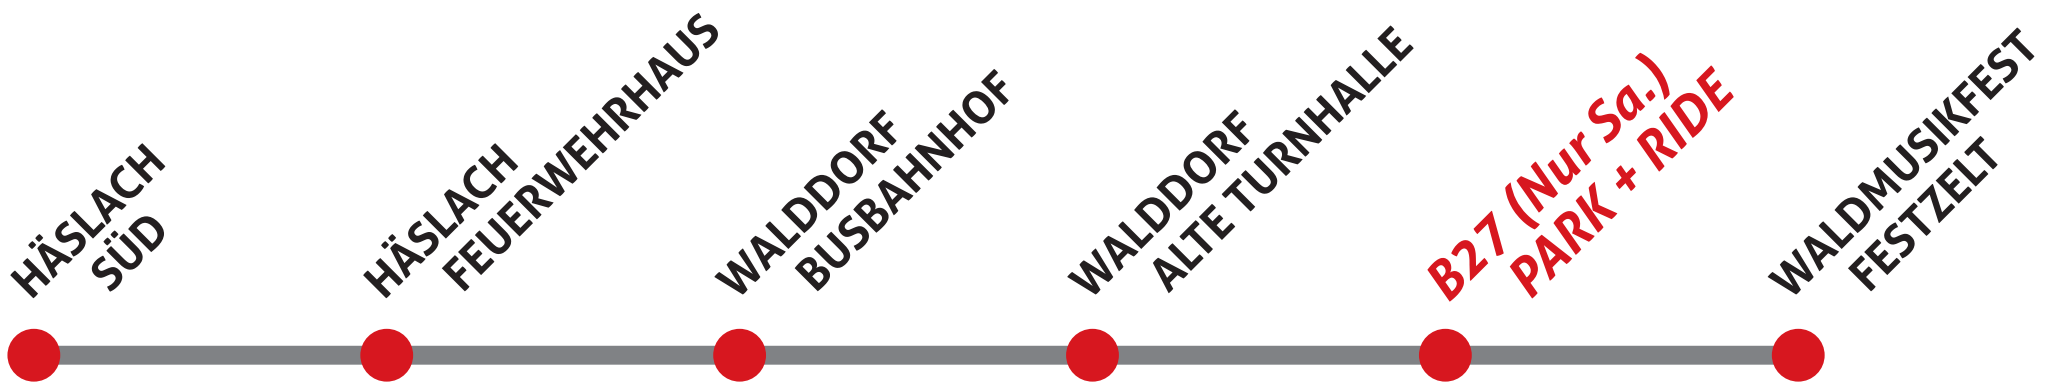 HÄSLACH
SÜD
HÄSLACH
FEUERWEHRHAUS
WALDDORF
BUSBAHNHOF
WALDDORF
ALTE TURNHALLE
B27 (Nur Sa.)
PARK + RIDE
WALDMUSIKFEST
FESTZELT